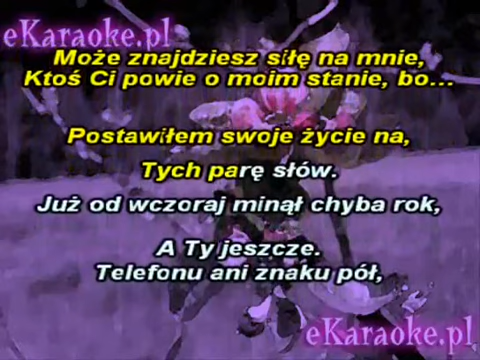 eKaraoke.pl
Może znajdziesz siłę na mnie,
Ktoś Ci powie o moim stanie, bo...
Postawiłem swoje życie na,
Tych parę słów.
Już od wczoraj minął chyba rok,
A Ty jeszcze.
Telefonu ani znaku pół,
eKaraoke.pl